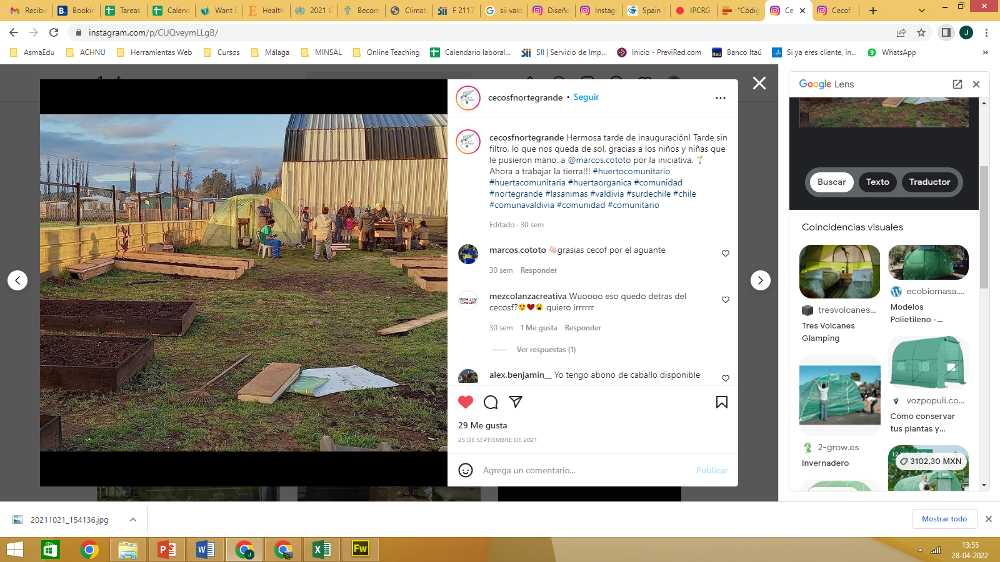 Recibi
Bookin
Tareas
Calend
Want D
Health
2021 G
Becom
Climat
F 2117
sii vald
Diseño
Instagr
Spain T
IPCRG
"Códig
Ce
Cecof
instagram.com/p/CUQveymLLgB/
J
AsmaEdu
ACHNU
Herramientas Web
Cursos
Málaga
MINSAL
Online Teaching
Calendario laboral...
SII | Servicio de Imp...
Inicio - PreviRed.com
Banco Itaú
Si ya eres cliente, in...
WhatsApp
»
cecosfnortegrande • Seguir
cecosfnortegrande Hermosa tarde de inauguración! Tarde sin
filtro, lo que nos queda de sol, gracias a los niños y niñas que
le pusieron mano, a @marcos.cototo por la iniciativa. 🌱
Ahora a trabajar la tierra!!! #huertocomunitario
#huertacomunitaria #huertaorganica #comunidad
#nortegrande #lasanimas #valdivia #surdechile #chile
#comunavaldivia #comunidad #comunitario
Editado · 30 sem
marcos.cototo 👋🏻grasias cecof por el aguante
30 sem Responder
mezcolanzacreativa Wuoooo eso quedo detras del
cecosf?😍❤️😩 quiero irrrrrr
30 sem 1 Me gusta Responder
Ver respuestas (1)
alex.benjamin__ Yo tengo abono de caballo disponible
29 Me gusta
25 DE SEPTIEMBRE DE 2021
Agrega un comentario...
Publicar
Google Lens
Buscar
Texto
Traductor
Coincidencias visuales
tresvolcanes...
Tres Volcanes
Glamping
ecobiomasa....
Modelos
Polietileno -...
vozpopuli.co...
Cómo conservar
tus plantas y...
2-grow.es
Invernadero
3102,30 MXN
20211021_154136.jpg
Mostrar todo
13:55
28-04-2022